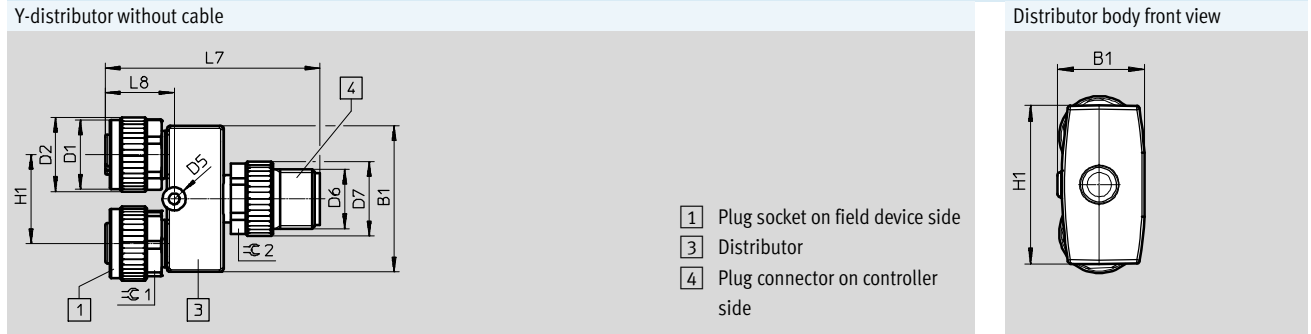 Y-distributor without cable
Distributor body front view
L7
L8
4
D2
D1
D5
H1
D6
D7
B1
2
1
1
3
1 Plug socket on field device side
3 Distributor
4 Plug connector on controller
side
B1
H1